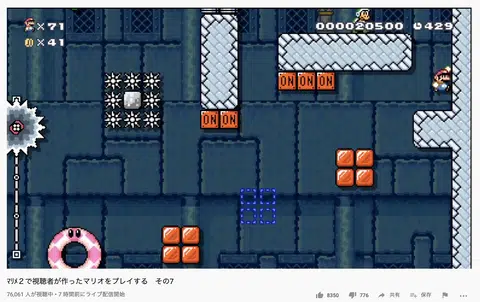 ×71 000020500 429
×41
ON ON ON
ON ON
マリメ2で視聴者が作ったマリオをプレイする その7
76,061 人が視聴中・7 時間前にライブ配信開始 8350 776 共有 保存